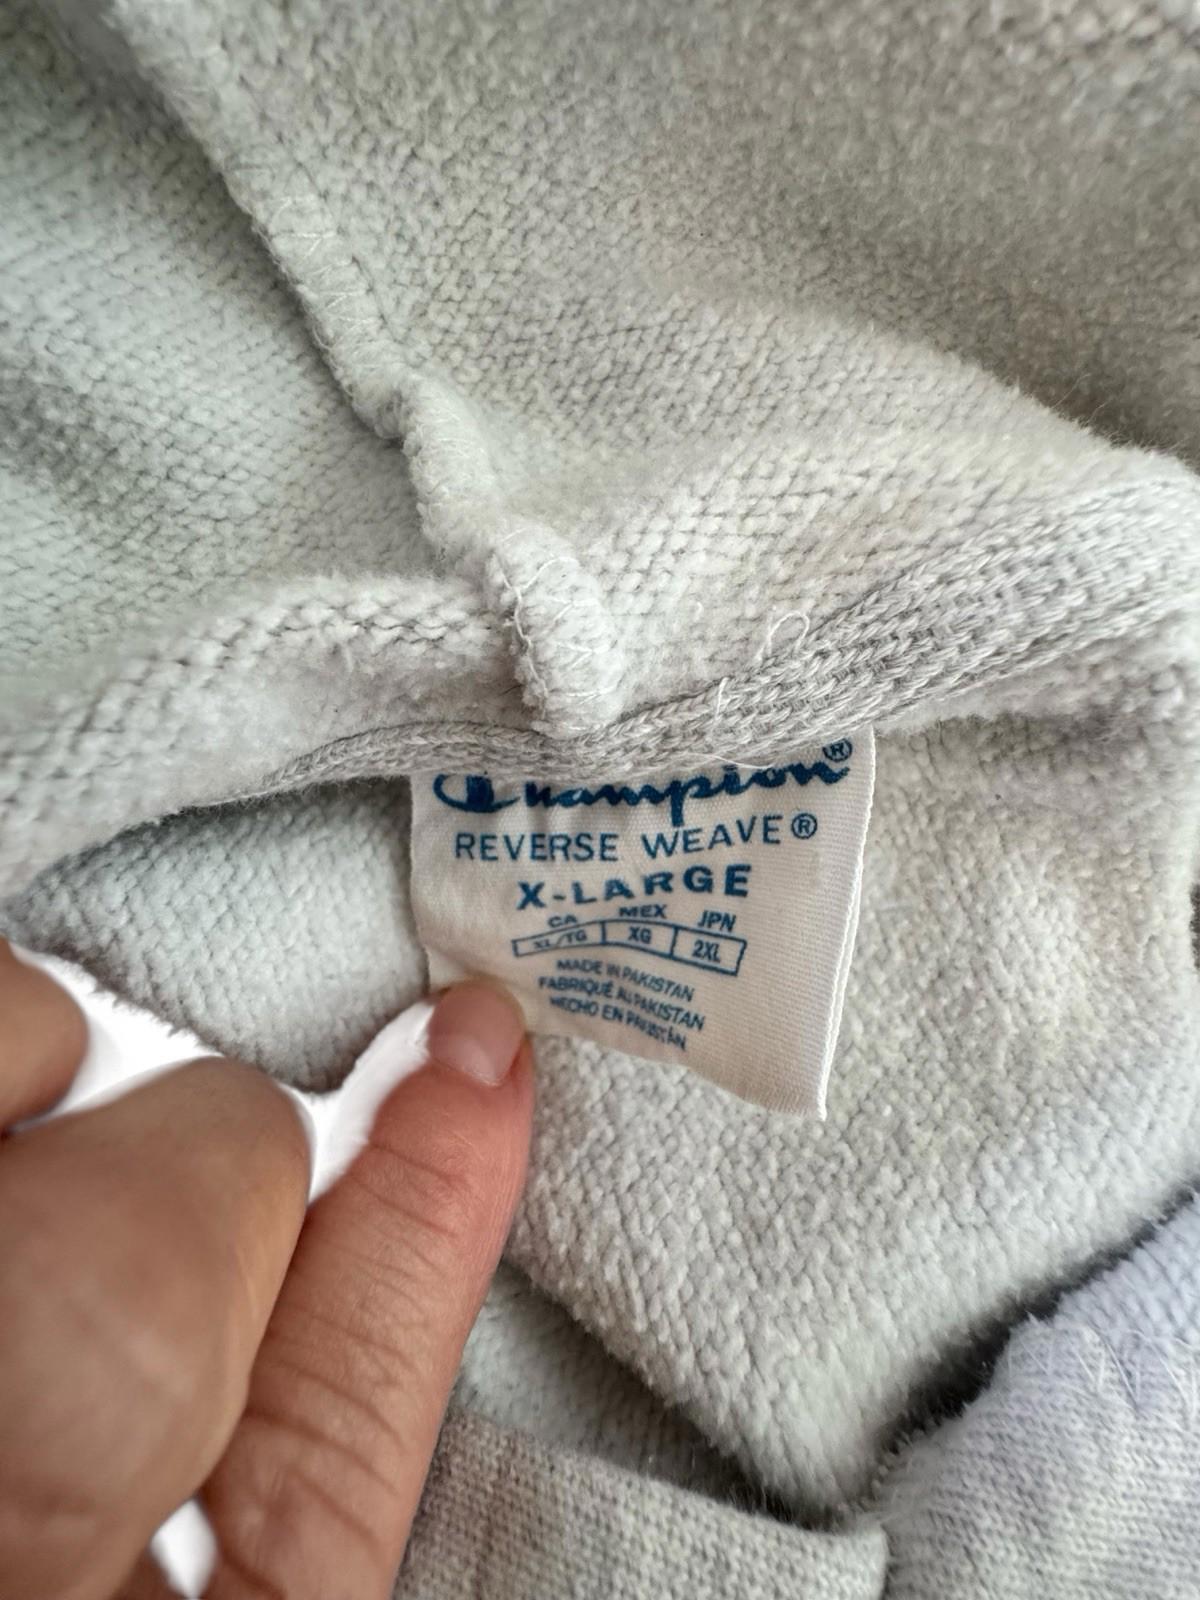 Champion®
REVERSE WEAVE®
X-LARGE
CA MEX JPN
XL/TG XG 2XL
MADE IN PAKISTAN
FABRIQUÉ AU PAKISTAN
HECHO EN PAKISTÁN